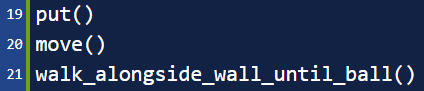 19 put()
20 move()
21 walk_alongside_wall_until_ball()